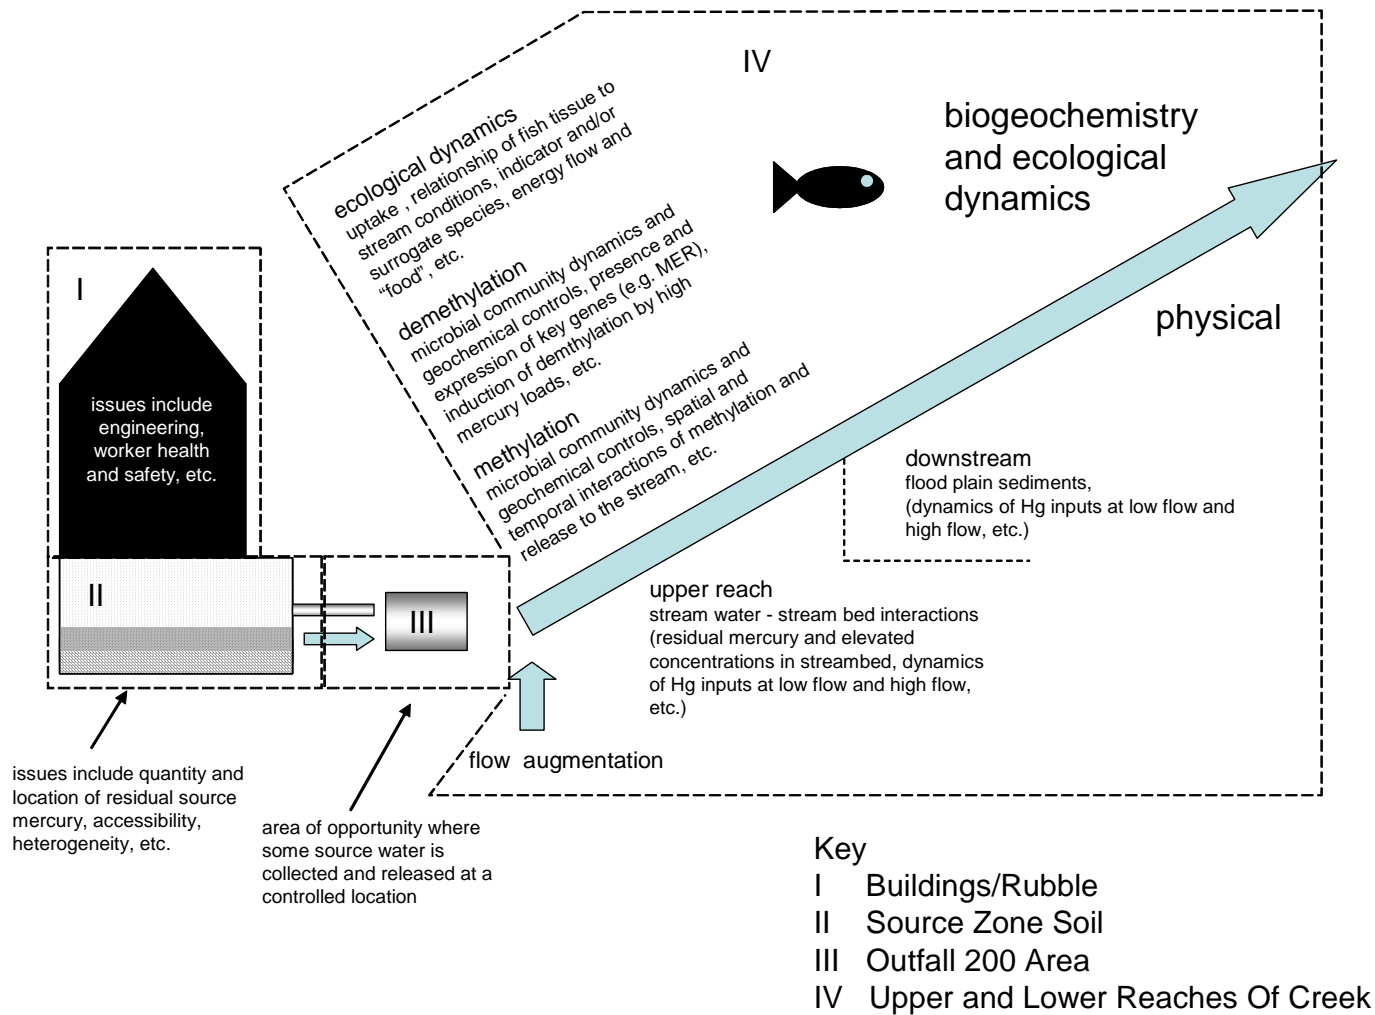 IV
biogeochemistry
and ecological
dynamics
physical
ecological dynamics
uptake , relationship of fish tissue to
stream conditions, indicator and/or
surrogate species, energy flow and
“food”, etc.
demethylation
microbial community dynamics and
geochemical controls, presence and
expression of key genes (e.g. MER),
induction of demthylation by high
mercury loads, etc.
methylation
microbial community dynamics and
geochemical controls, spatial and
temporal interactions of methylation and
release to the stream, etc.
I
issues include
engineering,
worker health
and safety, etc.
II
III
downstream
flood plain sediments,
(dynamics of Hg inputs at low flow and
high flow, etc.)
upper reach
stream water - stream bed interactions
(residual mercury and elevated
concentrations in streambed, dynamics
of Hg inputs at low flow and high flow,
etc.)
flow augmentation
issues include quantity and
location of residual source
mercury, accessibility,
heterogeneity, etc.
area of opportunity where
some source water is
collected and released at a
controlled location
Key
I Buildings/Rubble
II Source Zone Soil
III Outfall 200 Area
IV Upper and Lower Reaches Of Creek